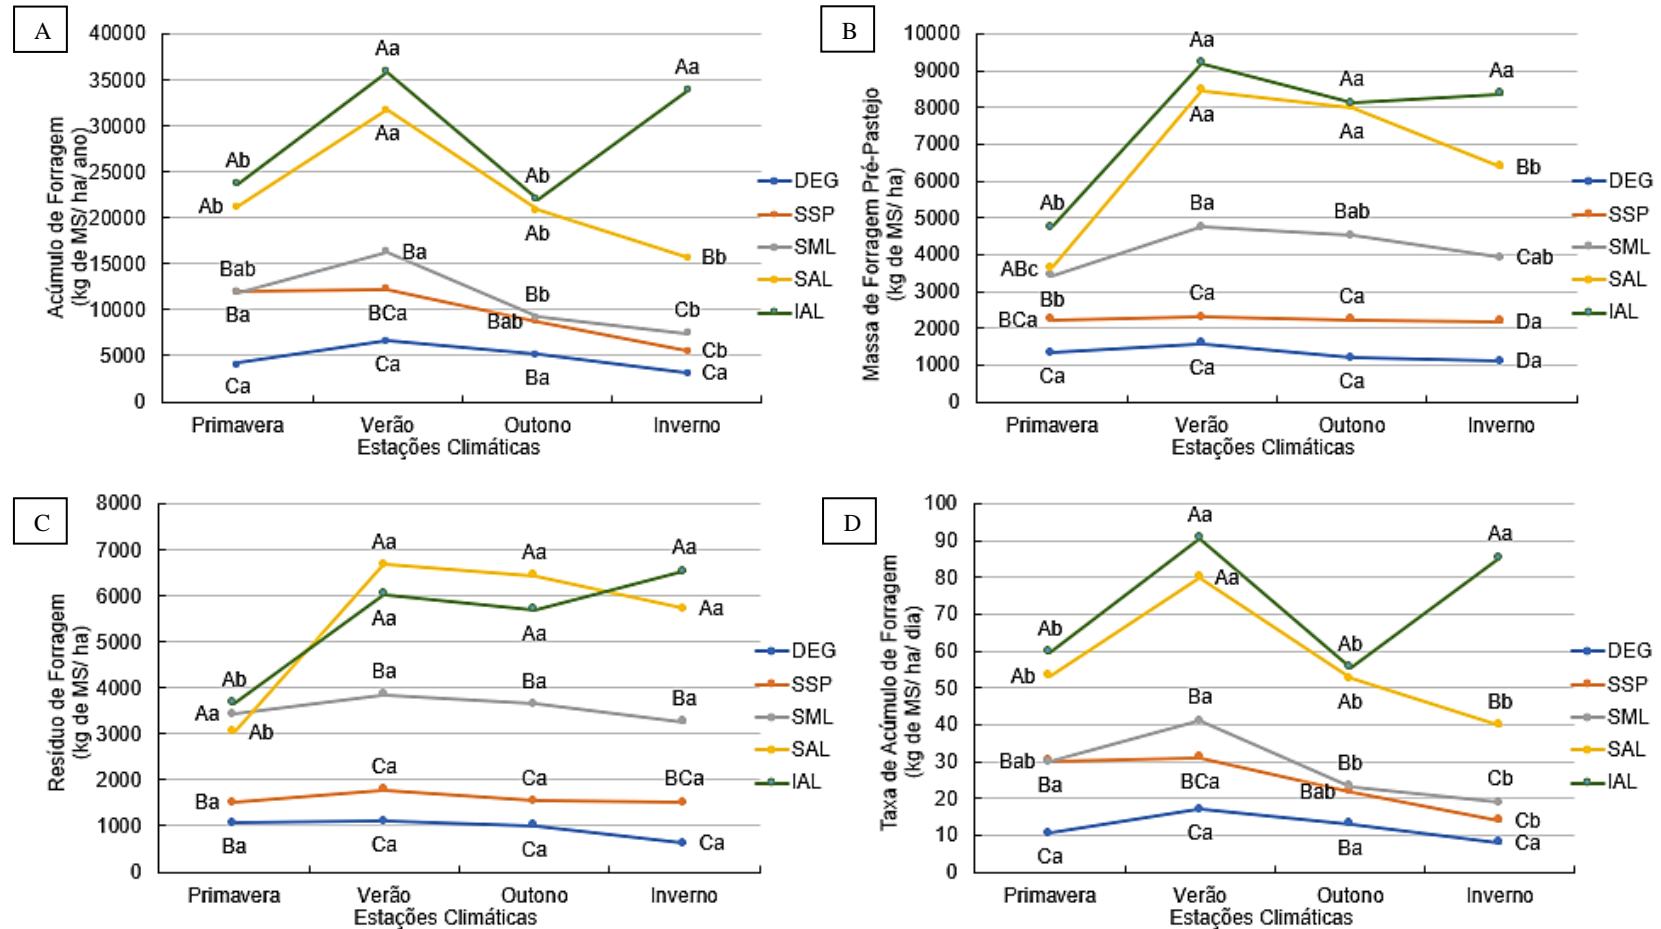 A
Acúmulo de Forragem
(kg de MS/ ha/ ano)
40000
35000
30000
25000
20000
15000
10000
5000
0
Aa
Aa
Ab
Aa
Ab
Ab
Ab
Bb
Bab
Ba
Bb
Cb
Ba
BCa
Bab
Cb
Ca
Ca
Ba
Ca
Primavera Verão Outono Inverno
Estações Climáticas
DEG
SSP
SML
SAL
IAL
B
Massa de Forragem Pré-Pastejo
(kg de MS/ ha)
10000
9000
8000
7000
6000
5000
4000
3000
2000
1000
0
Aa
Aa
Aa
Aa
Aa
Bb
Ab
Ba
Bab
Cab
ABc
Bb
Ca
Ca
BCa
Da
Ca
Ca
Ca
Da
Primavera Verão Outono Inverno
Estações Climáticas
DEG
SSP
SML
SAL
IAL
C
Resíduo de Forragem
(kg de MS/ ha)
8000
7000
6000
5000
4000
3000
2000
1000
0
Aa
Aa
Aa
Aa
Aa
Aa
Ab
Ba
Ba
Ba
Aa
Ab
Ca
Ca
BCa
Ba
Ba
Ca
Ca
Ca
Primavera Verão Outono Inverno
Estações Climáticas
DEG
SSP
SML
SAL
IAL
D
Taxa de Acúmulo de Forragem
(kg de MS/ ha/ dia)
100
90
80
70
60
50
40
30
20
10
0
Aa
Aa
Aa
Ab
Ab
Ab
Ab
Bb
Ba
Bab
Ba
BCa
Bb
Bab
Cb
Cb
Ca
Ca
Ba
Ca
Primavera Verão Outono Inverno
Estações Climáticas
DEG
SSP
SML
SAL
IAL